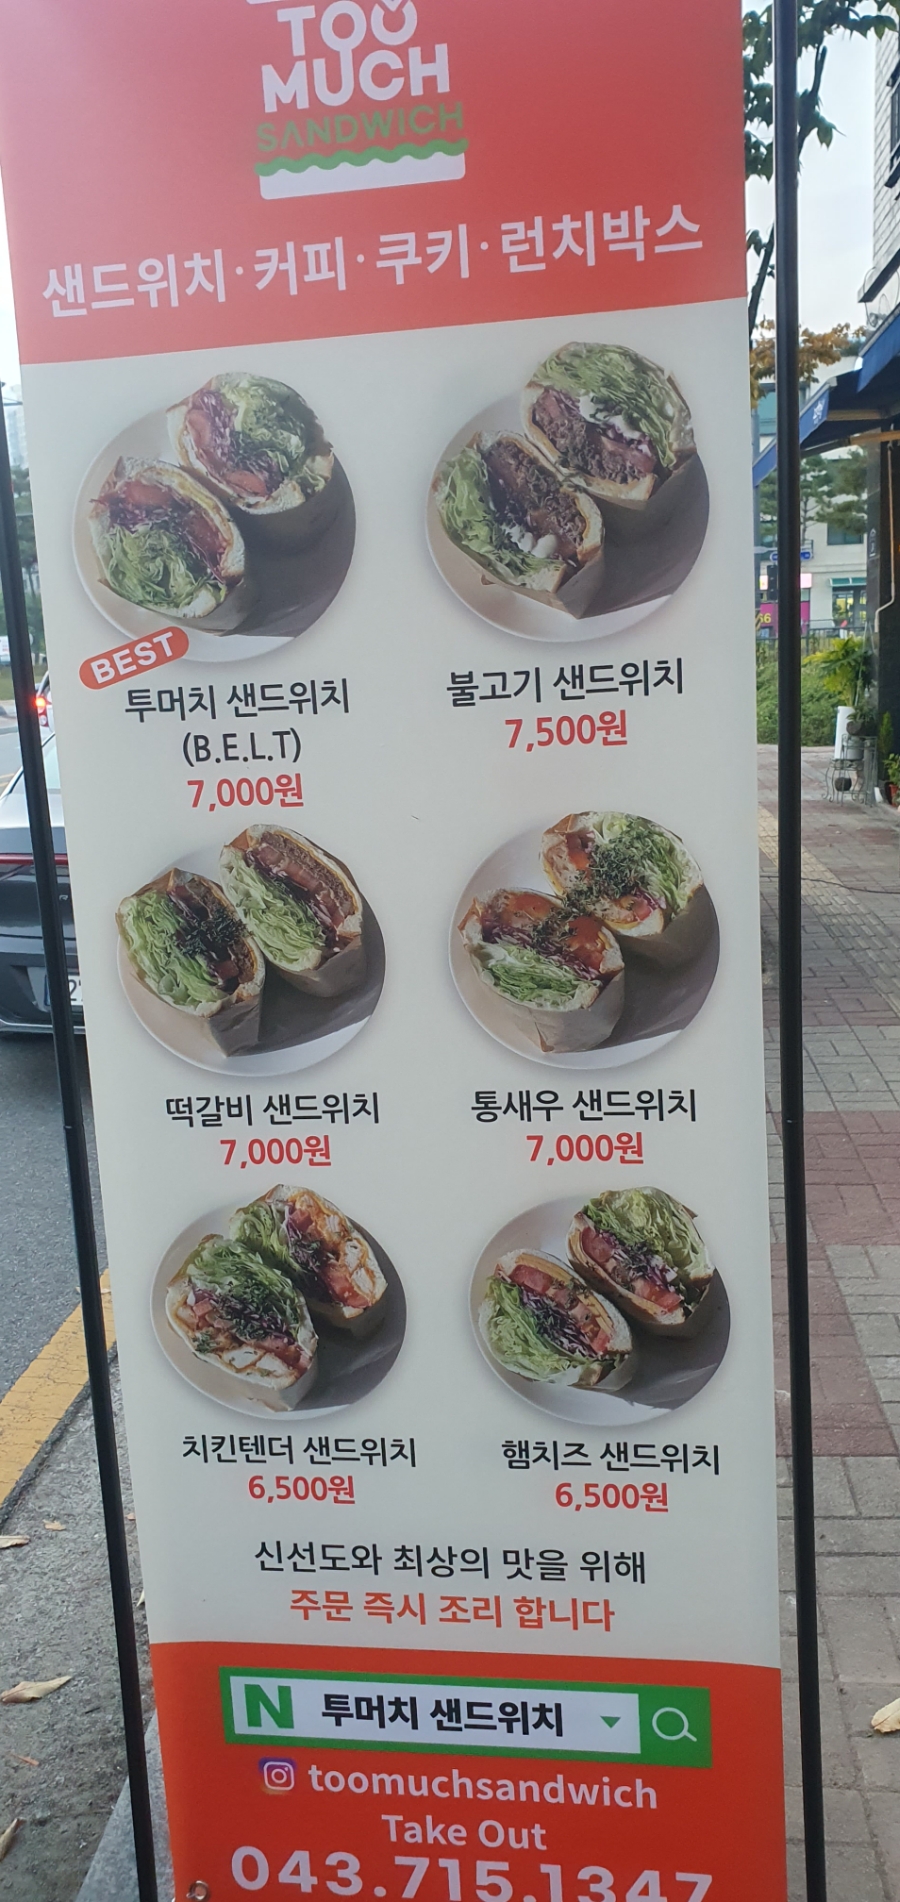 TOO
MUCH
SANDWICH
샌드위치·커피·쿠키·런치박스
BEST
투머치 샌드위치
(B.E.L.T)
7,000원
불고기 샌드위치
7,500원
떡갈비 샌드위치
7,000원
통새우 샌드위치
7,000원
치킨텐더 샌드위치
6,500원
햄치즈 샌드위치
6,500원
신선도와 최상의 맛을 위해
주문 즉시 조리 합니다
N 투머치 샌드위치
toomuchsandwich
Take Out
043.715.1347